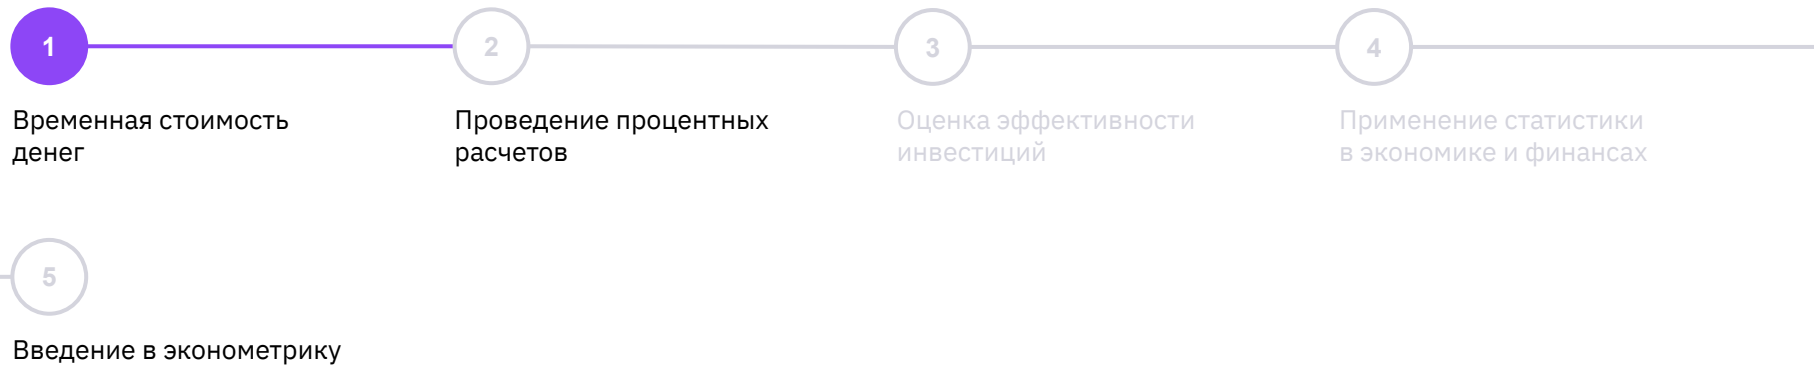 1
2
3
4
Временная стоимость
денег
Проведение процентных
расчетов
Оценка эффективности
инвестиций
Применение статистики
в экономике и финансах
5
Введение в эконометрику